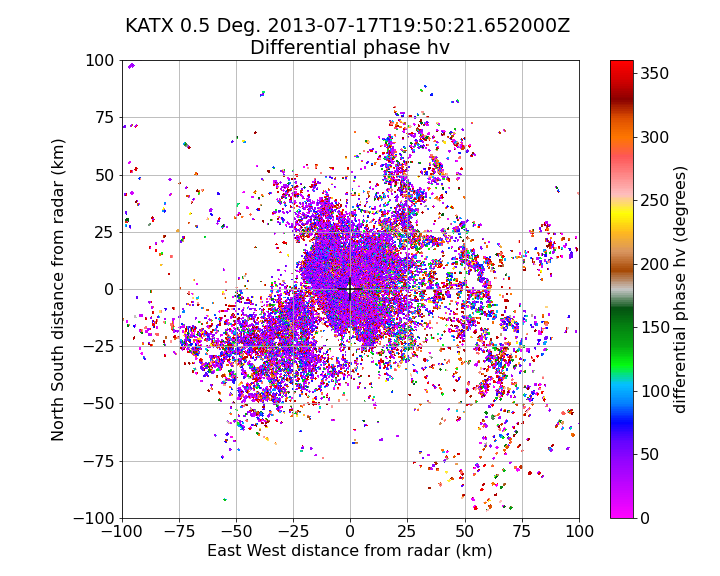 KATX 0.5 Deg. 2013-07-17T19:50:21.652000Z
Differential phase hv
100
75
50
25
0
−25
−50
−75
−100
−100 −75 −50 −25 0 25 50 75 100
East West distance from radar (km)
North South distance from radar (km)
350
300
250
200
150
100
50
0
differential phase hv (degrees)